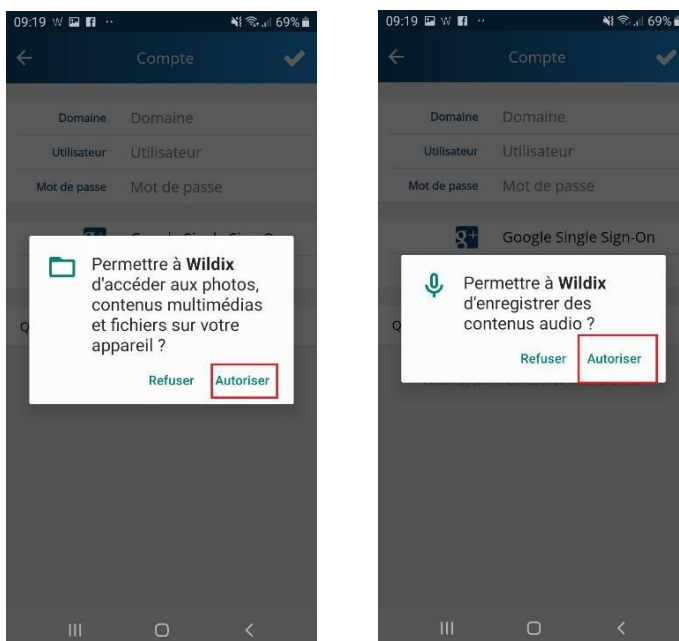 09:19 69%
Compte
Domaine Domaine
Utilisateur Utilisateur
Mot de passe Mot de passe
Permettre à Wildix
d'accéder aux photos,
contenus multimédias
et fichiers sur votre
appareil ?
Refuser Autoriser
09:19 69%
Compte
Domaine Domaine
Utilisateur Utilisateur
Mot de passe Mot de passe
g+ Google Single Sign-On
Permettre à Wildix
d'enregistrer des
contenus audio ?
Refuser Autoriser